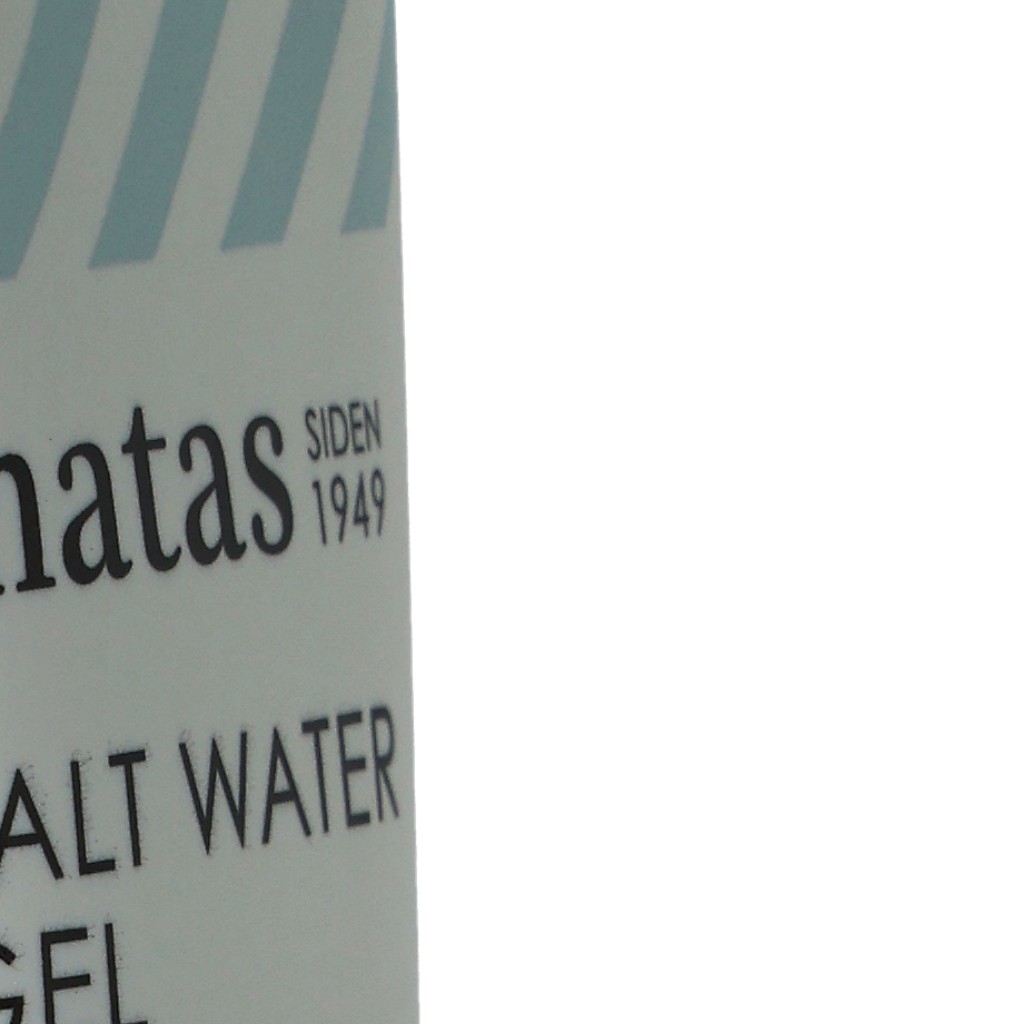 natas SIDEN
1949
ALT WATER
GEL